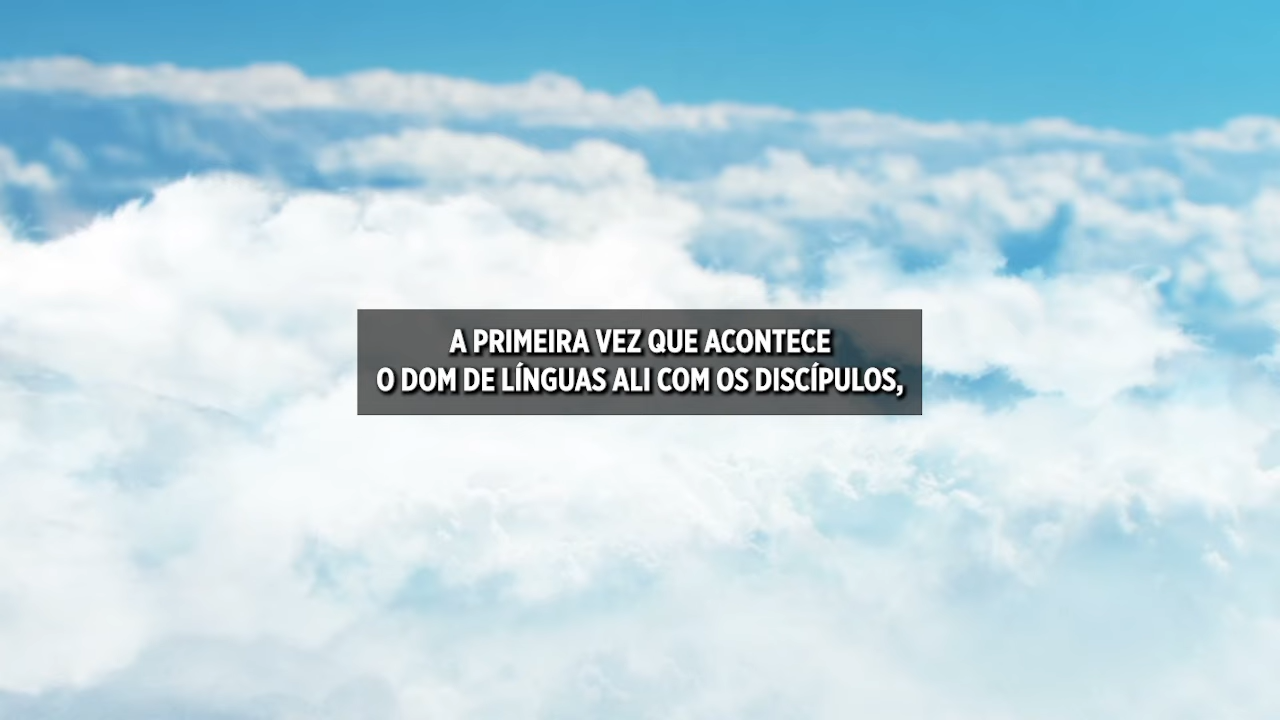 A PRIMEIRA VEZ QUE ACONTECE
O DOM DE LÍNGUAS ALI COM OS DISCÍPULOS,